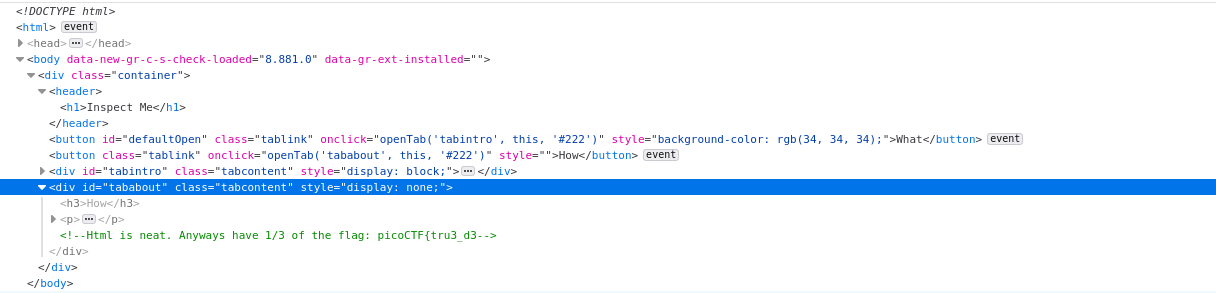 <!DOCTYPE html>
<html> event
<head> ••• </head>
<body data-new-gr-c-s-check-loaded="8.881.0" data-gr-ext-installed="">
<div class="container">
<header>
<h1>Inspect Me</h1>
</header>
<button id="defaultOpen" class="tablink" onclick="openTab('tabintro', this, '#222')" style="background-color: rgb(34, 34, 34);">What</button> event
<button class="tablink" onclick="openTab('tababout', this, '#222')" style="">How</button> event
<div id="tabintro" class="tabcontent" style="display: block;"> ••• </div>
<div id="tababout" class="tabcontent" style="display: none;">
<h3>How</h3>
<p> ••• </p>
<!--Html is neat. Anyways have 1/3 of the flag: picoCTF{tru3_d3-->
</div>
</div>
</body>